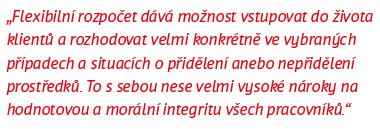 „Flexibilní rozpočet dává možnost vstupovat do života
klientů a rozhodovat velmi konkrétně ve vybraných
případech a situacích o přidělení anebo nepřidělení
prostředků. To s sebou nese velmi vysoké nároky na
hodnotovou a morální integritu všech pracovníků.“